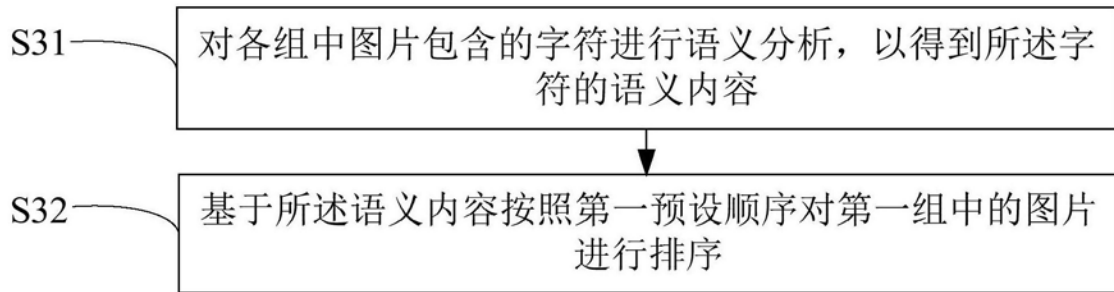 S31
对各组中图片包含的字符进行语义分析，以得到所述字
符的语义内容
S32
基于所述语义内容按照第一预设顺序对第一组中的图片
进行排序